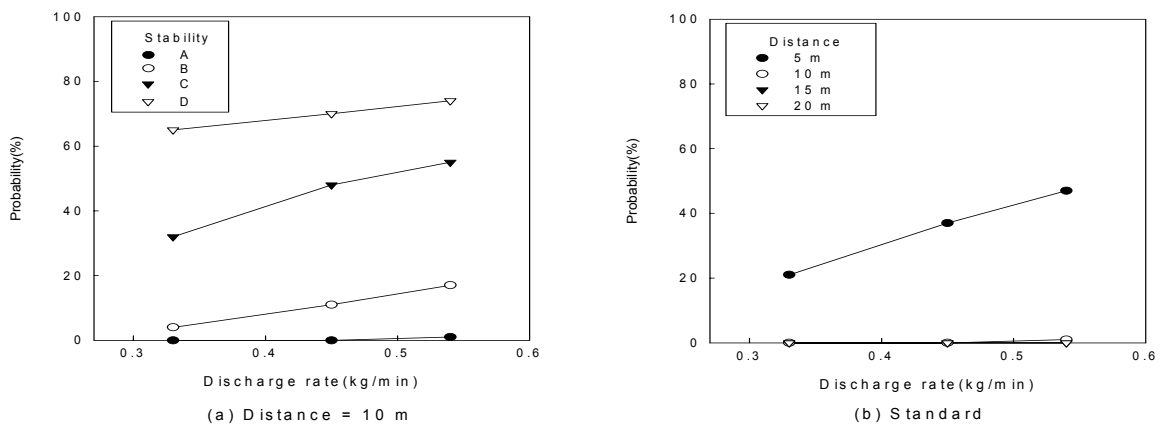 100
80
60
40
20
0
Probability(%)
Stability
A
B
C
D
0.3 0.4 0.5 0.6
Discharge rate(kg/min)
(a) Distance = 10 m
100
80
60
40
20
0
Probability(%)
Distance
5 m
10 m
15 m
20 m
0.3 0.4 0.5 0.6
Discharge rate(kg/min)
(b) Standard